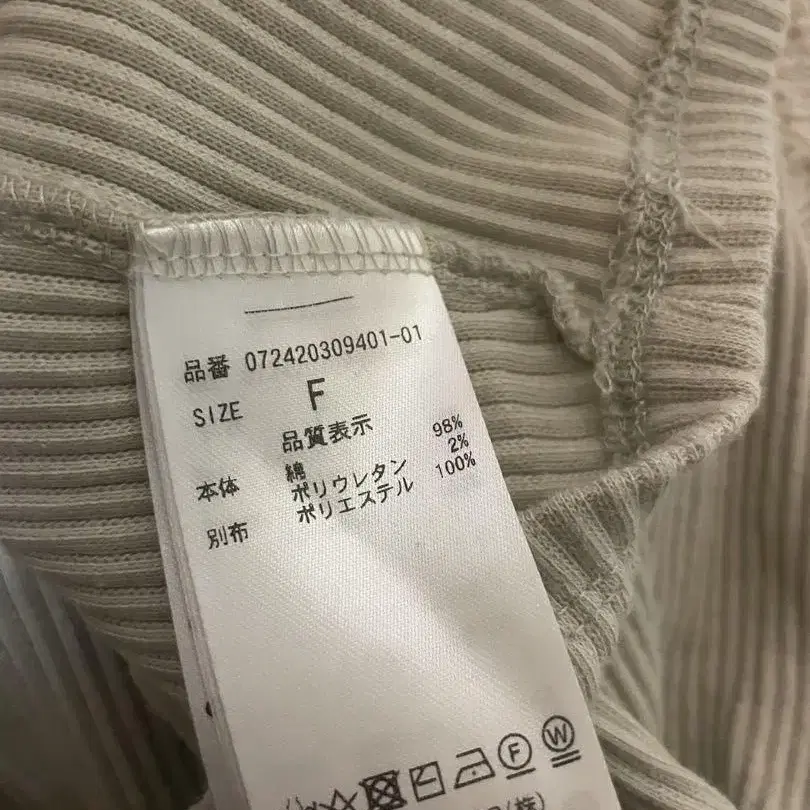 品番 072420309401-01
SIZE F
品質表示
本体 綿 98%
ポリウレタン 2%
別布 ポリエステル 100%
F W
(株)